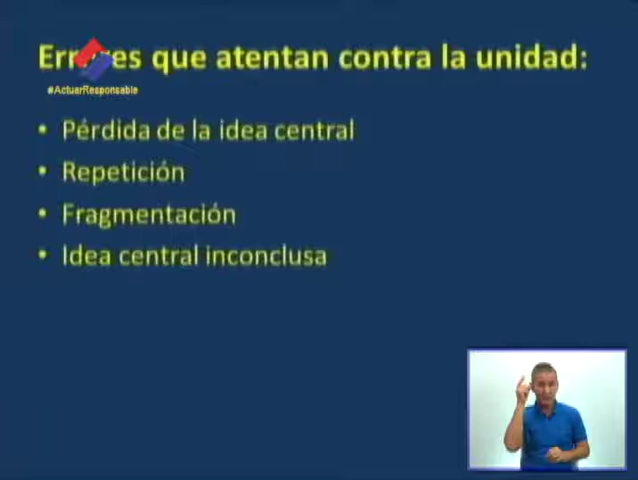 Errores que atentan contra la unidad:
#ActuarResponsable
• Pérdida de la idea central
• Repetición
• Fragmentación
• Idea central inconclusa